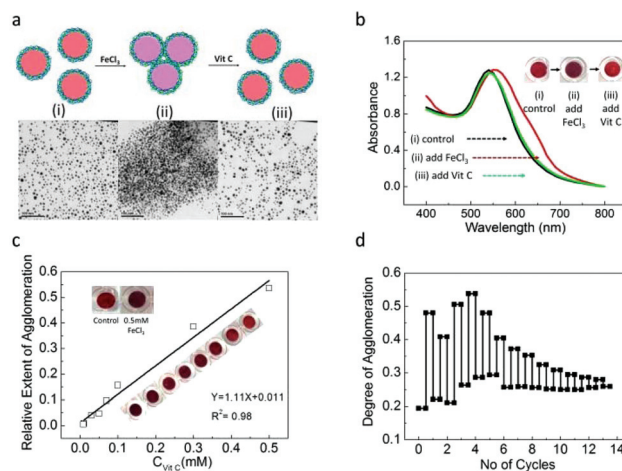 a
FeCl3
Vit C
(i)
(ii)
(iii)
b
Absorbance
1.6
1.2
0.8
0.4
0.0
400 500 600 700 800
Wavelength (nm)
(i)
control
(ii)
add
FeCl3
(iii)
add
Vit C
(i) control
(ii) add FeCl3
(iii) add Vit C
c
Relative Extent of Agglomeration
0.6
0.5
0.4
0.3
0.2
0.1
0.0
0.0 0.1 0.2 0.3 0.4 0.5
CVit C(mM)
Control
0.5mM
FeCl3
Y=1.11X+0.011
R2= 0.98
d
Degree of Agglomeration
0.6
0.5
0.4
0.3
0.2
0.1
0 2 4 6 8 10 12 14
No of Cycles